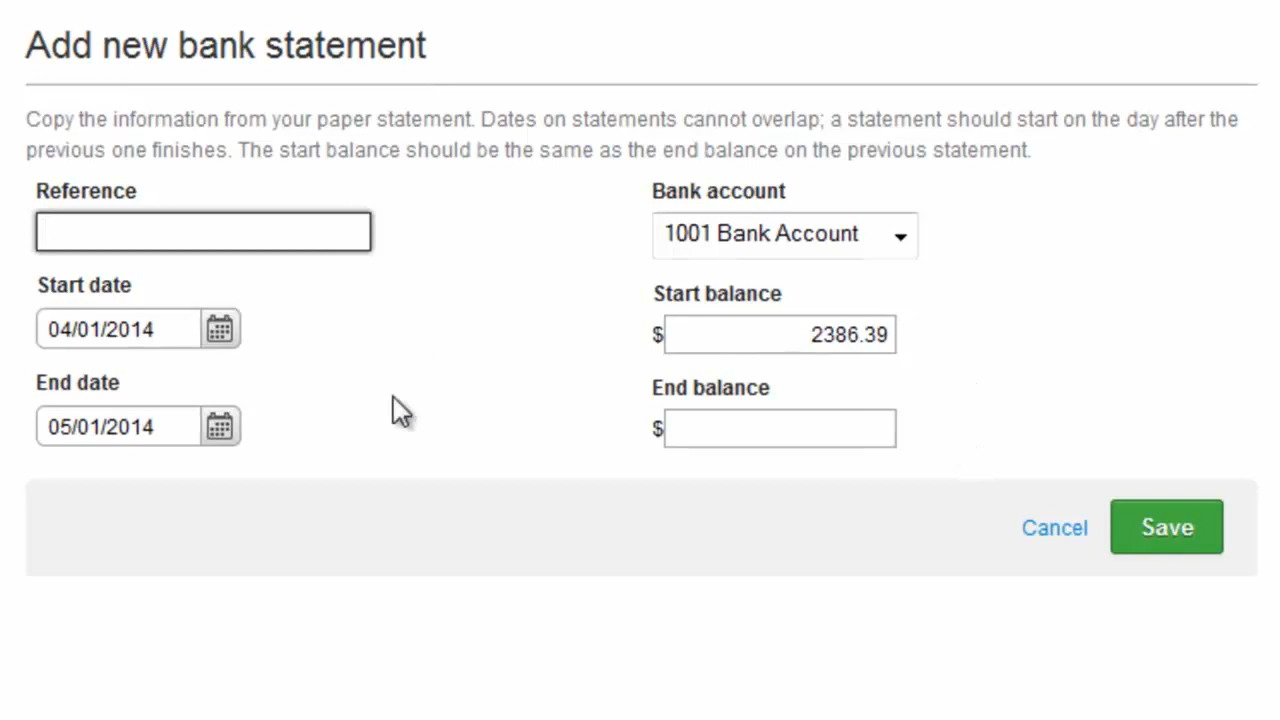 Add new bank statement
Copy the information from your paper statement. Dates on statements cannot overlap; a statement should start on the day after the
previous one finishes. The start balance should be the same as the end balance on the previous statement.
Reference
Bank account
1001 Bank Account
Start date
04/01/2014
Start balance
$ 2386.39
End date
05/01/2014
End balance
$
Cancel
Save